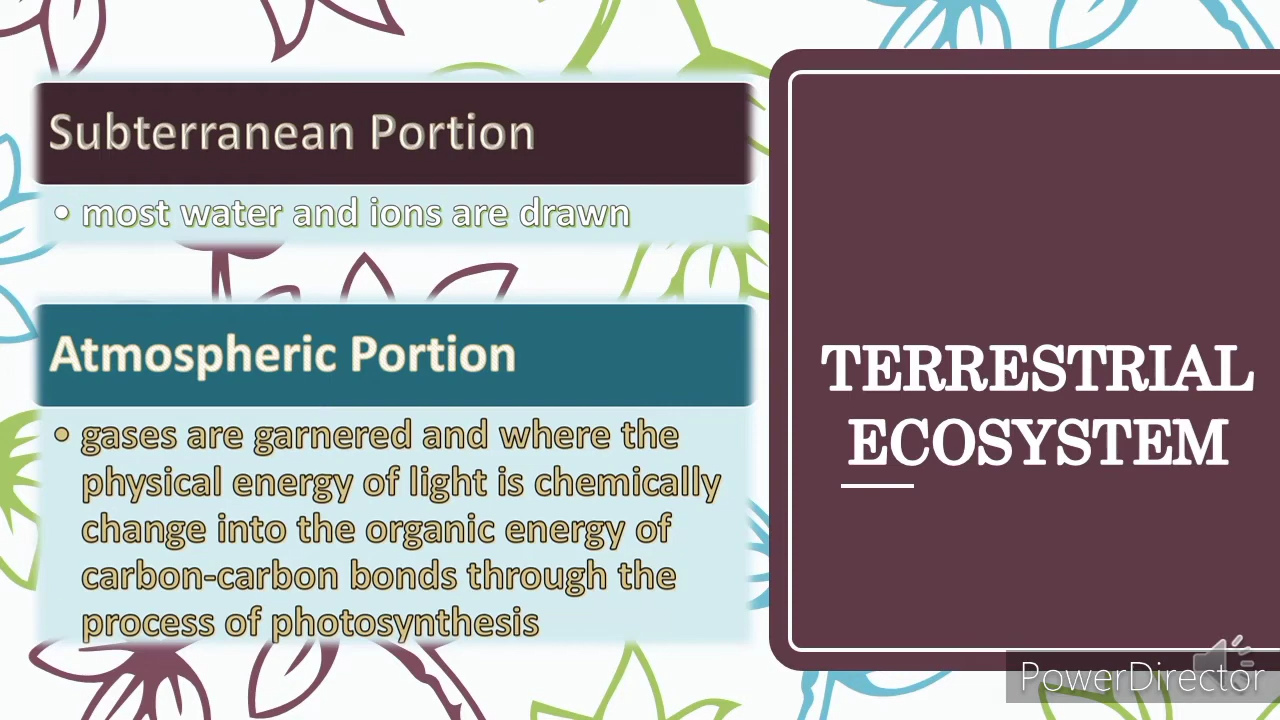 Subterranean Portion
• most water and ions are drawn
Atmospheric Portion
• gases are garnered and where the
physical energy of light is chemically
change into the organic energy of
carbon-carbon bonds through the
process of photosynthesis
TERRESTRIAL
ECOSYSTEM
PowerDirector